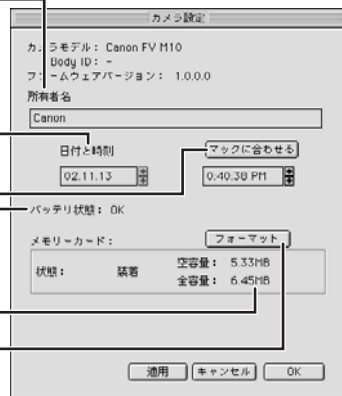 カメラ設定
カメラモデル： Canon FV M10
Body ID： -
ファームウェアバージョン： 1.0.0.0
所有者名
Canon
日付と時刻
マックに合わせる
02.11.13
0:40:38 PM
バッテリ状態： OK
メモリーカード：
フォーマット
状態： 装着
空容量： 5.33MB
全容量： 6.45MB
適用
キャンセル
OK